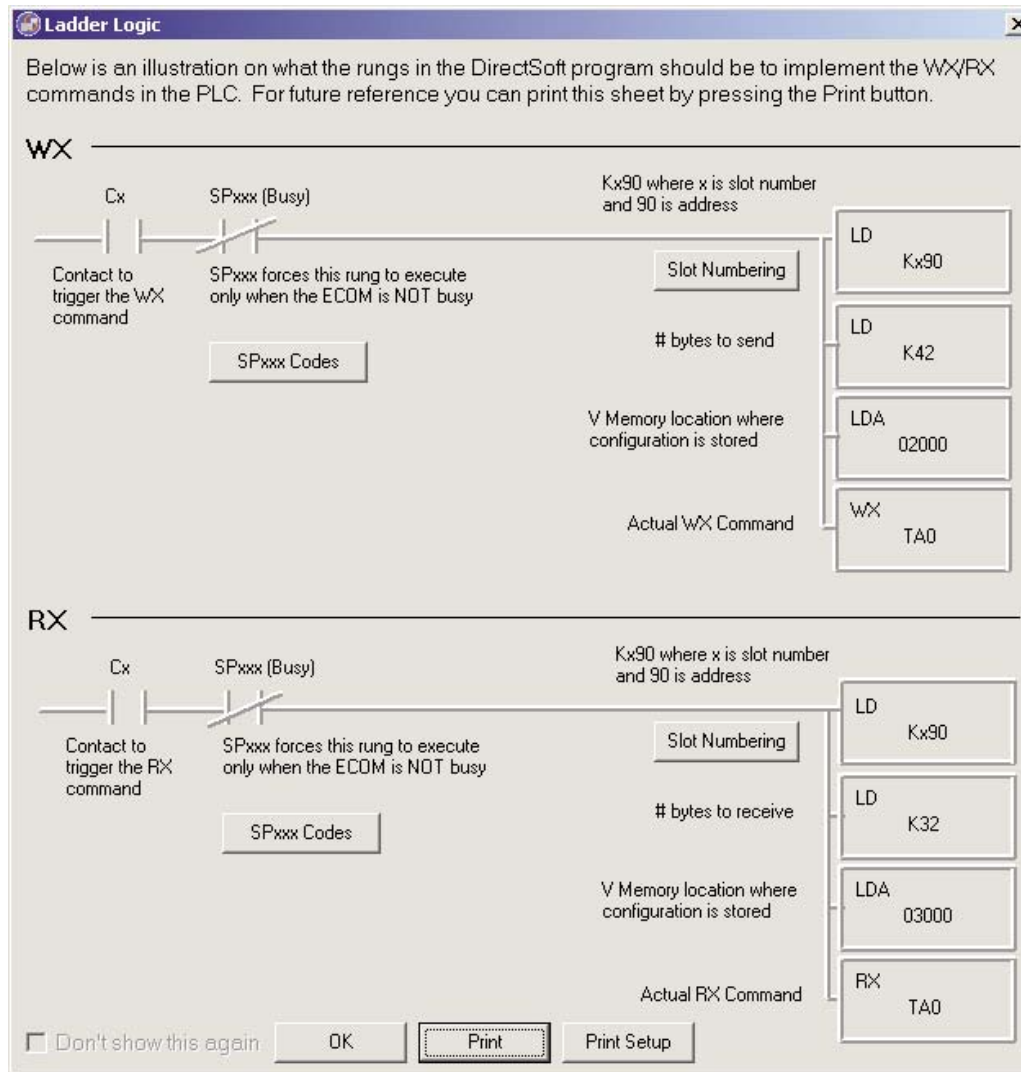 Ladder Logic
Below is an illustration on what the rungs in the DirectSoft program should be to implement the WX/RX
commands in the PLC. For future reference you can print this sheet by pressing the Print button.
WX
Cx
SPxxx (Busy)
Kx90 where x is slot number
and 90 is address
LD
Kx90
Contact to
trigger the WX
command
SPxxx forces this rung to execute
only when the ECOM is NOT busy
Slot Numbering
SPxxx Codes
# bytes to send
LD
K42
V Memory location where
configuration is stored
LDA
02000
Actual WX Command
WX
TA0
RX
Cx
SPxxx (Busy)
Kx90 where x is slot number
and 90 is address
LD
Kx90
Contact to
trigger the RX
command
SPxxx forces this rung to execute
only when the ECOM is NOT busy
Slot Numbering
SPxxx Codes
# bytes to receive
LD
K32
V Memory location where
configuration is stored
LDA
03000
Actual RX Command
RX
TA0
Don't show this again
OK
Print
Print Setup